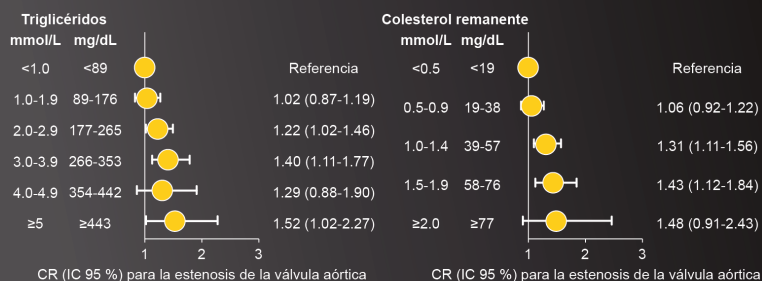 Triglicéridos
mmol/L mg/dL
<1.0 <89 Referencia
1.0-1.9 89-176 1.02 (0.87-1.19)
2.0-2.9 177-265 1.22 (1.02-1.46)
3.0-3.9 266-353 1.40 (1.11-1.77)
4.0-4.9 354-442 1.29 (0.88-1.90)
≥5 ≥443 1.52 (1.02-2.27)
1 2 3
CR (IC 95 %) para la estenosis de la válvula aórtica
Colesterol remanente
mmol/L mg/dL
<0.5 <19 Referencia
0.5-0.9 19-38 1.06 (0.92-1.22)
1.0-1.4 39-57 1.31 (1.11-1.56)
1.5-1.9 58-76 1.43 (1.12-1.84)
≥2.0 ≥77 1.48 (0.91-2.43)
1 2 3
CR (IC 95 %) para la estenosis de la válvula aórtica